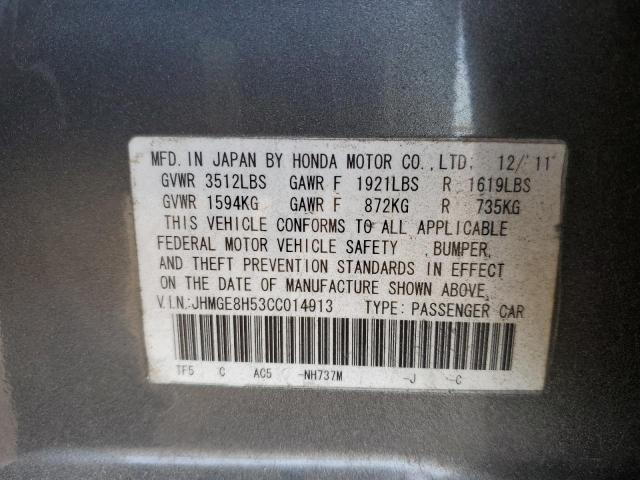 MFD. IN JAPAN BY HONDA MOTOR CO.,LTD. 12/11
GVWR 3512LBS GAWR F 1921LBS R 1619LBS
GVWR 1594KG GAWR F 872KG R 735KG
THIS VEHICLE CONFORMS TO ALL APPLICABLE
FEDERAL MOTOR VEHICLE SAFETY ,BUMPER,
AND THEFT PREVENTION STANDARDS IN EFFECT
ON THE DATE OF MANUFACTURE SHOWN ABOVE.
V.I.N.:JHMGE8H53CC014913 TYPE: PASSENGER CAR
TF5 C AC5 -NH737M -J -C